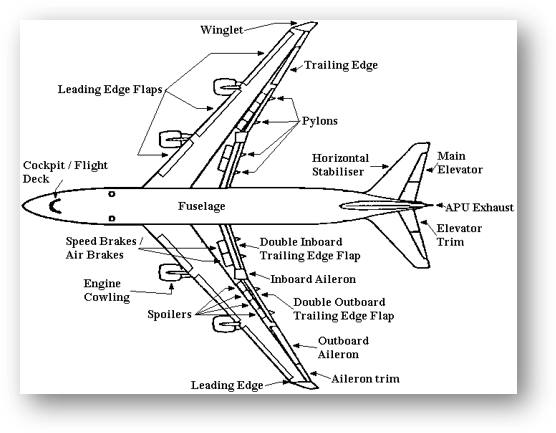 Winglet
Trailing Edge
Leading Edge Flaps
Pylons
Horizontal
Stabiliser
Main
Elevator
Cockpit / Flight
Deck
Fuselage
APU Exhaust
Elevator
Trim
Speed Brakes /
Air Brakes
Double Inboard
Trailing Edge Flap
Engine
Cowling
Inboard Aileron
Double Outboard
Trailing Edge Flap
Spoilers
Outboard
Aileron
Leading Edge
Aileron trim